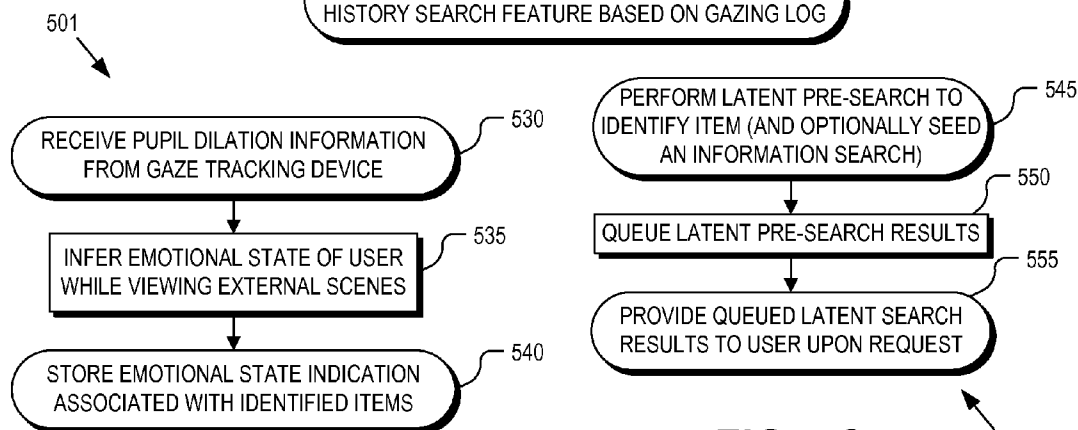 HISTORY SEARCH FEATURE BASED ON GAZING LOG
501
RECEIVE PUPIL DILATION INFORMATION
FROM GAZE TRACKING DEVICE
530
INFER EMOTIONAL STATE OF USER
WHILE VIEWING EXTERNAL SCENES
535
STORE EMOTIONAL STATE INDICATION
ASSOCIATED WITH IDENTIFIED ITEMS
540
PERFORM LATENT PRE-SEARCH TO
IDENTIFY ITEM (AND OPTIONALLY SEED
AN INFORMATION SEARCH)
545
QUEUE LATENT PRE-SEARCH RESULTS
550
PROVIDE QUEUED LATENT SEARCH
RESULTS TO USER UPON REQUEST
555